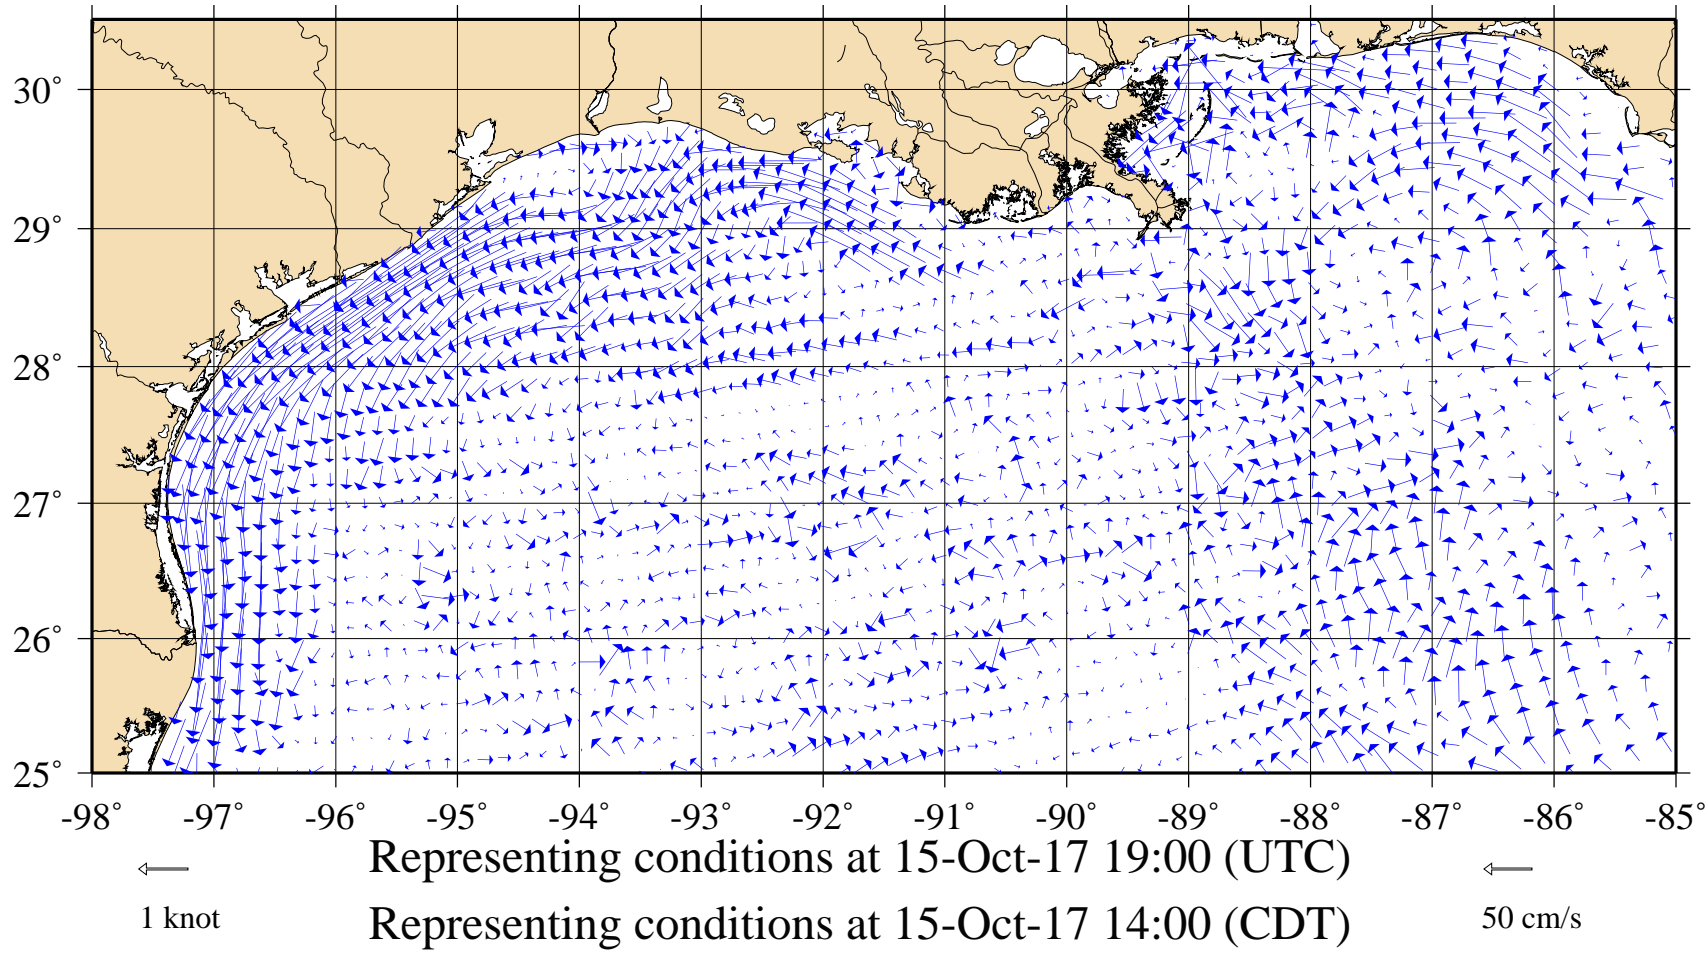 30°
29°
28°
27°
26°
25°
-98° -97° -96° -95° -94° -93° -92° -91° -90° -89° -88° -87° -86° -85°
Representing conditions at 15-Oct-17 19:00 (UTC)
1 knot
50 cm/s
Representing conditions at 15-Oct-17 14:00 (CDT)